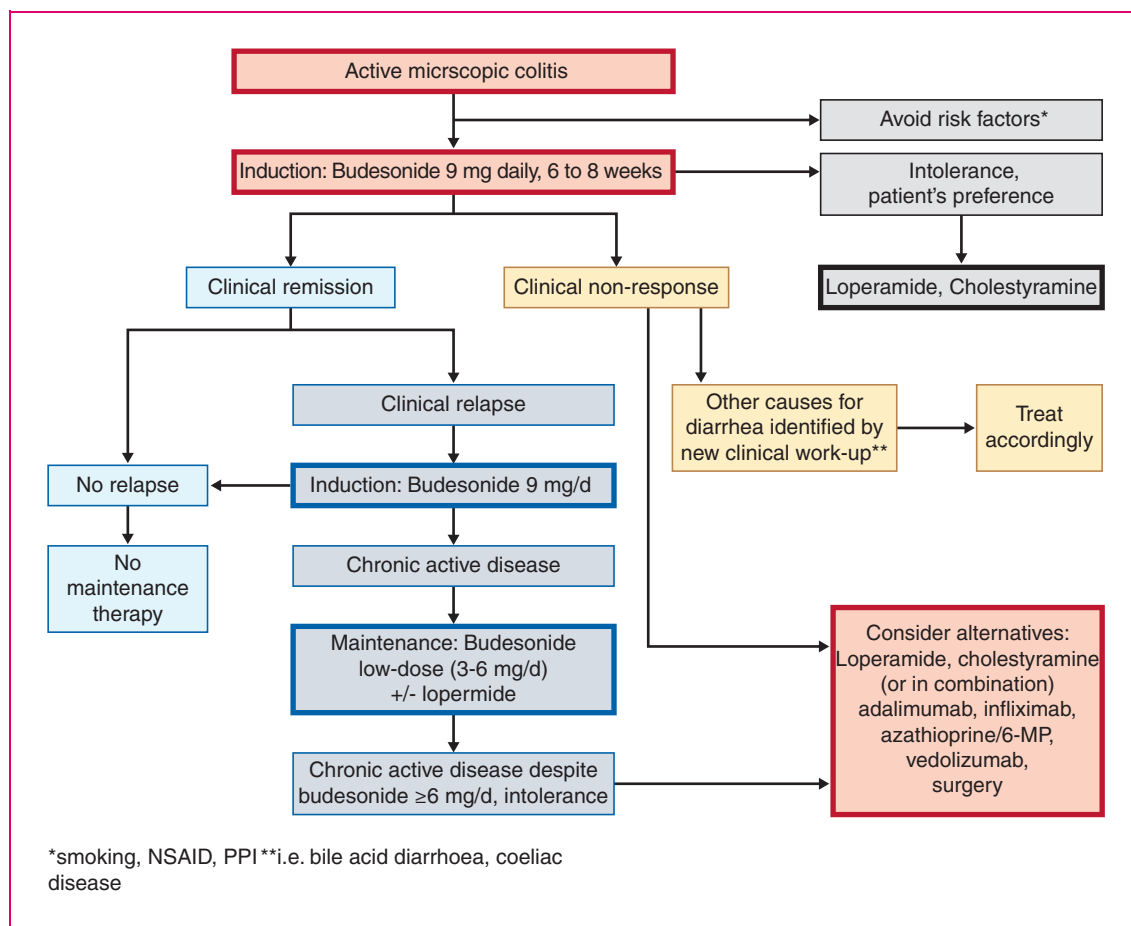 Active micrscopic colitis
Avoid risk factors*
Induction: Budesonide 9 mg daily, 6 to 8 weeks
Intolerance,
patient's preference
Clinical remission
Clinical non-response
Loperamide, Cholestyramine
Clinical relapse
Other causes for
diarrhea identified by
new clinical work-up**
Treat
accordingly
No relapse
Induction: Budesonide 9 mg/d
No
maintenance
therapy
Chronic active disease
Maintenance: Budesonide
low-dose (3-6 mg/d)
+/- lopermide
Consider alternatives:
Loperamide, cholestyramine
(or in combination)
adalimumab, infliximab,
azathioprine/6-MP,
vedolizumab,
surgery
Chronic active disease despite
budesonide ≥6 mg/d, intolerance
*smoking, NSAID, PPI **i.e. bile acid diarrhoea, coeliac
disease